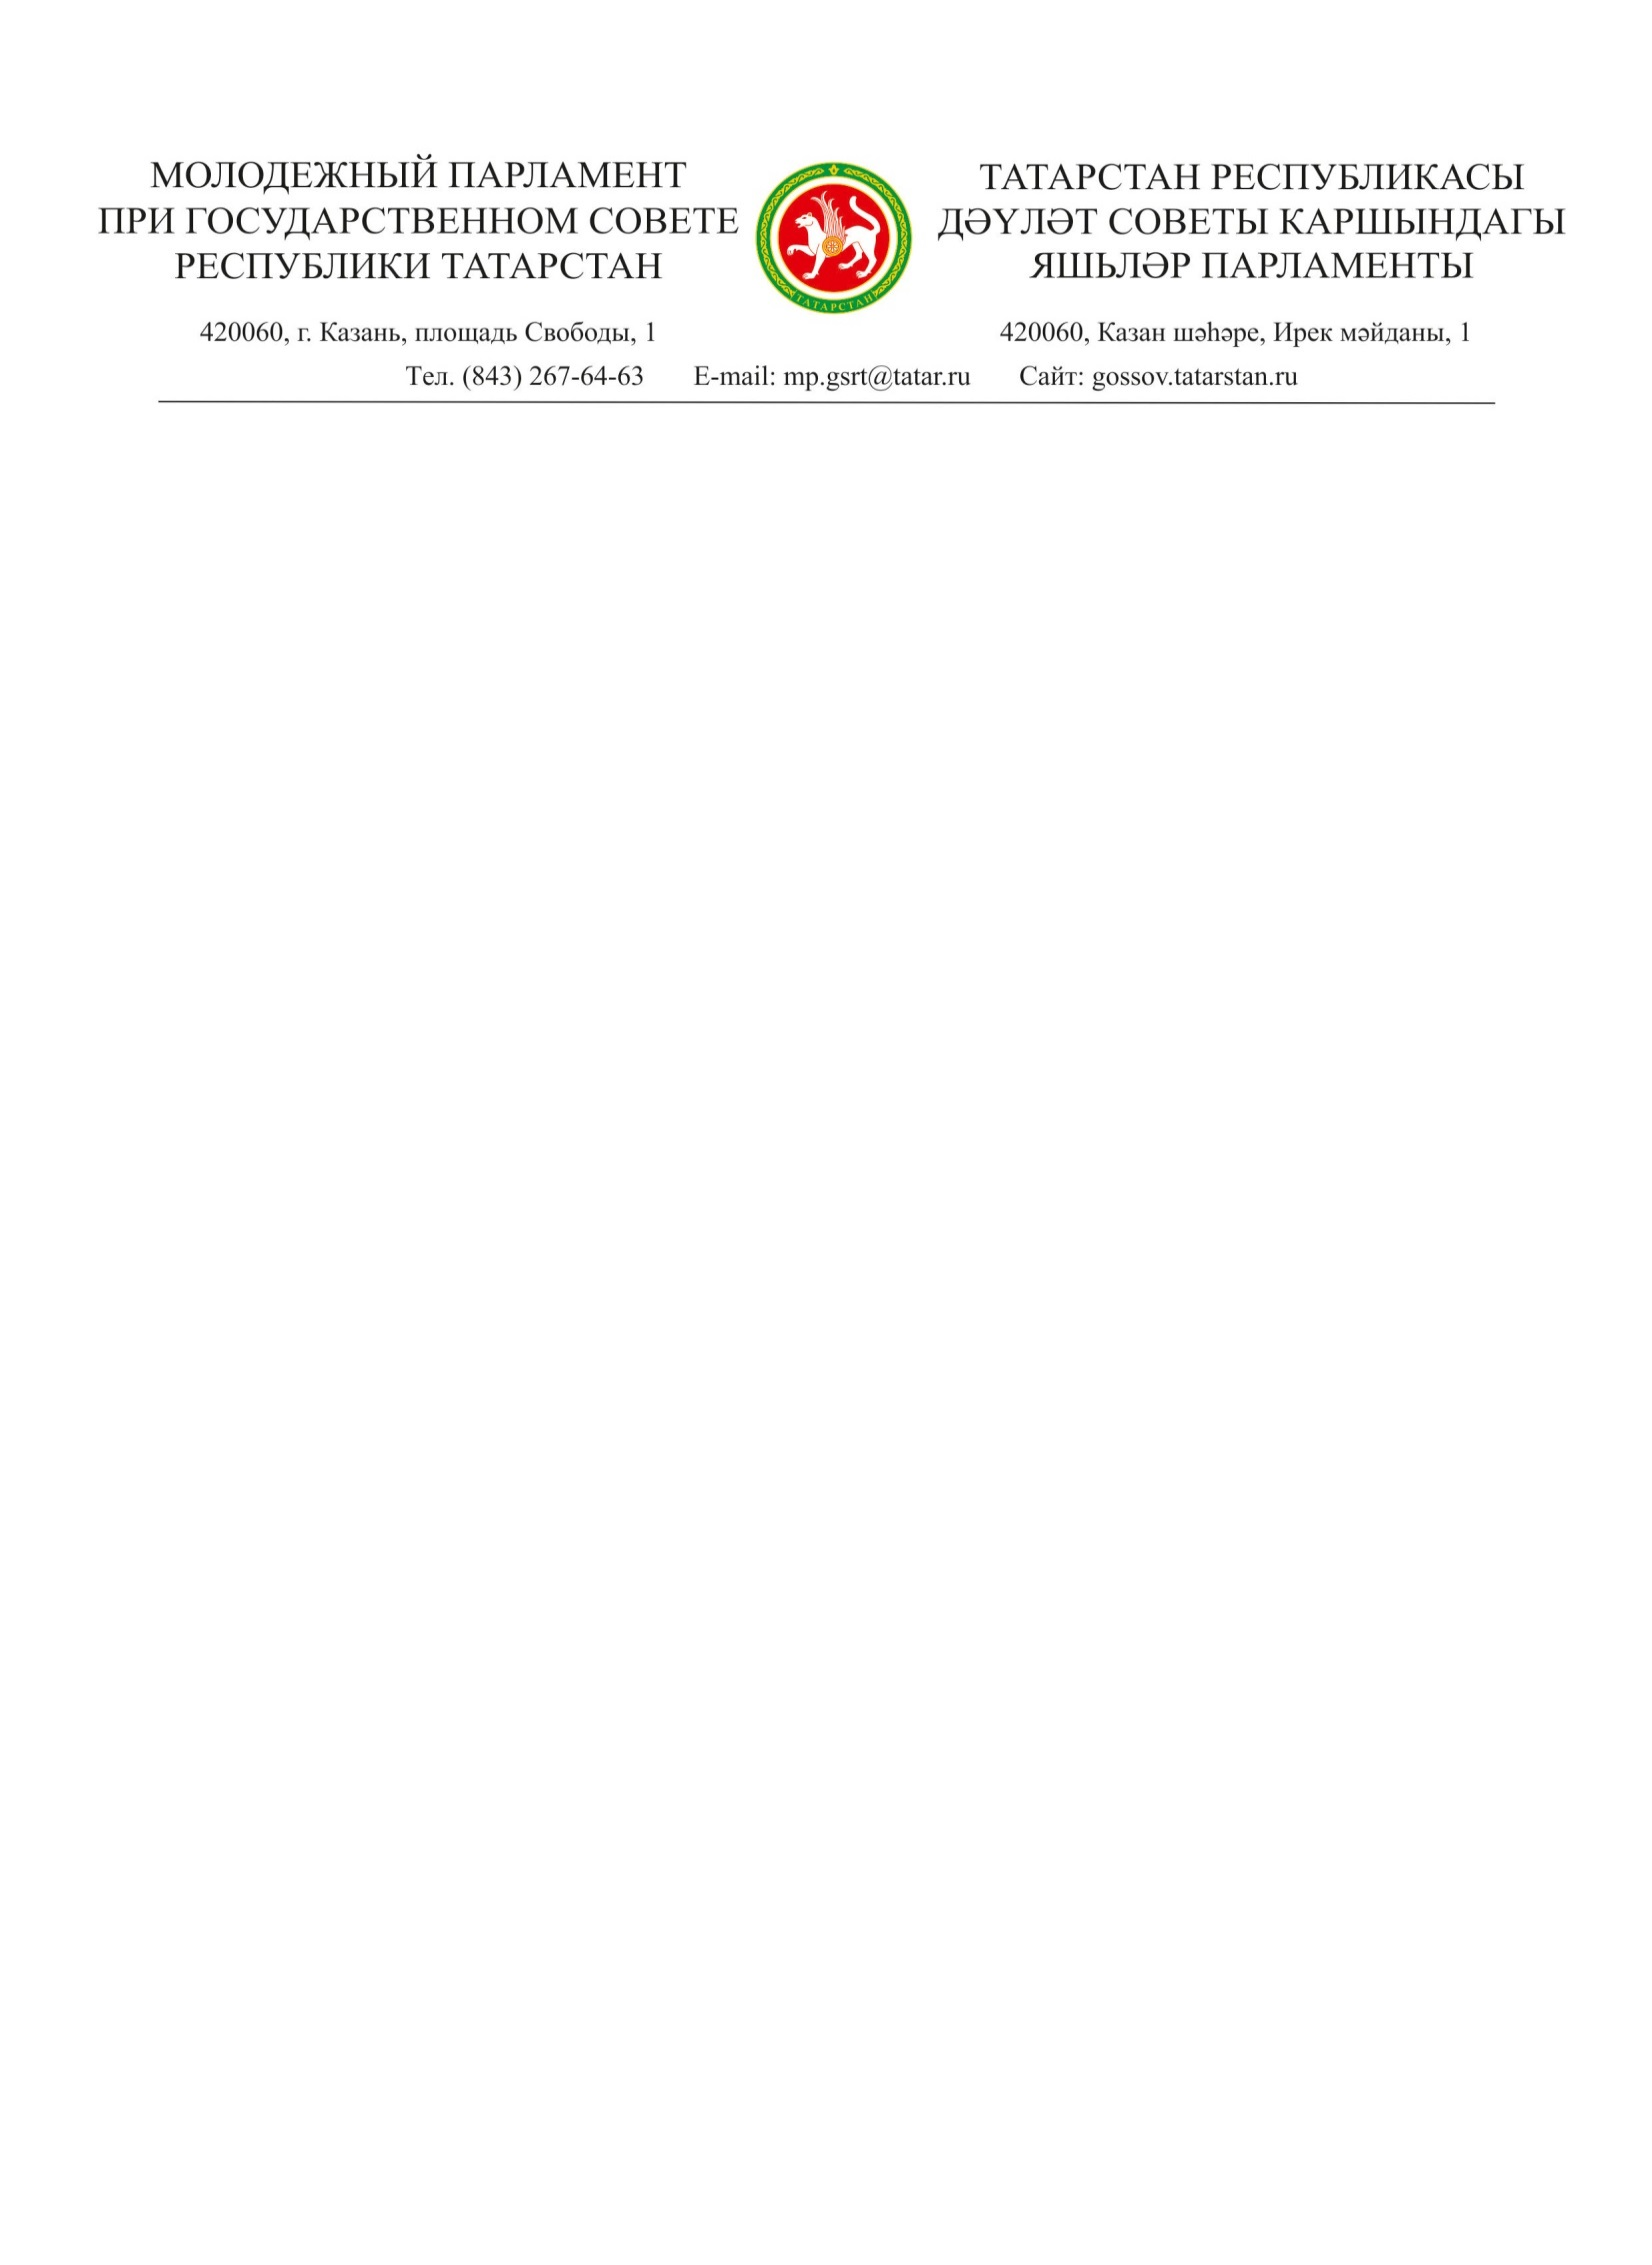 МОЛОДЕЖНЫЙ ПАРЛАМЕНТ
ПРИ ГОСУДАРСТВЕННОМ СОВЕТЕ
РЕСПУБЛИКИ ТАТАРСТАН
420060, г. Казань, площадь Свободы, 1
ТАТАРСТАН
ТАТАРСТАН РЕСПУБЛИКАСЫ
ДӘҮЛӘТ СОВЕТЫ КАРШЫНДАГЫ
ЯШЬЛӘР ПАРЛАМЕНТЫ
420060, Казан шәһәре, Ирек мәйданы, 1
Тел. (843) 267-64-63 E-mail: mp.gsrt@tatar.ru Сайт: gossov.tatarstan.ru